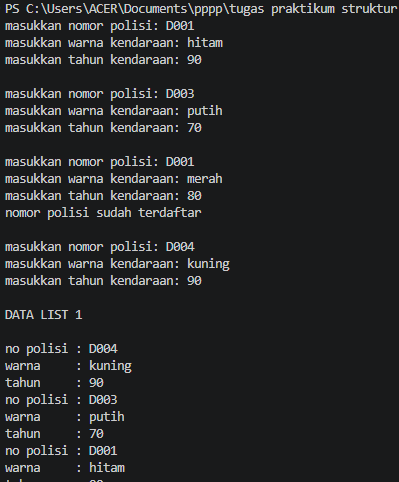 PS C:\Users\ACER\Documents\pppp\tugas praktikum struktur
masukkan nomor polisi: D001
masukkan warna kendaraan: hitam
masukkan tahun kendaraan: 90
masukkan nomor polisi: D003
masukkan warna kendaraan: putih
masukkan tahun kendaraan: 70
masukkan nomor polisi: D001
masukkan warna kendaraan: merah
masukkan tahun kendaraan: 80
nomor polisi sudah terdaftar
masukkan nomor polisi: D004
masukkan warna kendaraan: kuning
masukkan tahun kendaraan: 90
DATA LIST 1
no polisi : D004
warna     : kuning
tahun     : 90
no polisi : D003
warna     : putih
tahun     : 70
no polisi : D001
warna     : hitam